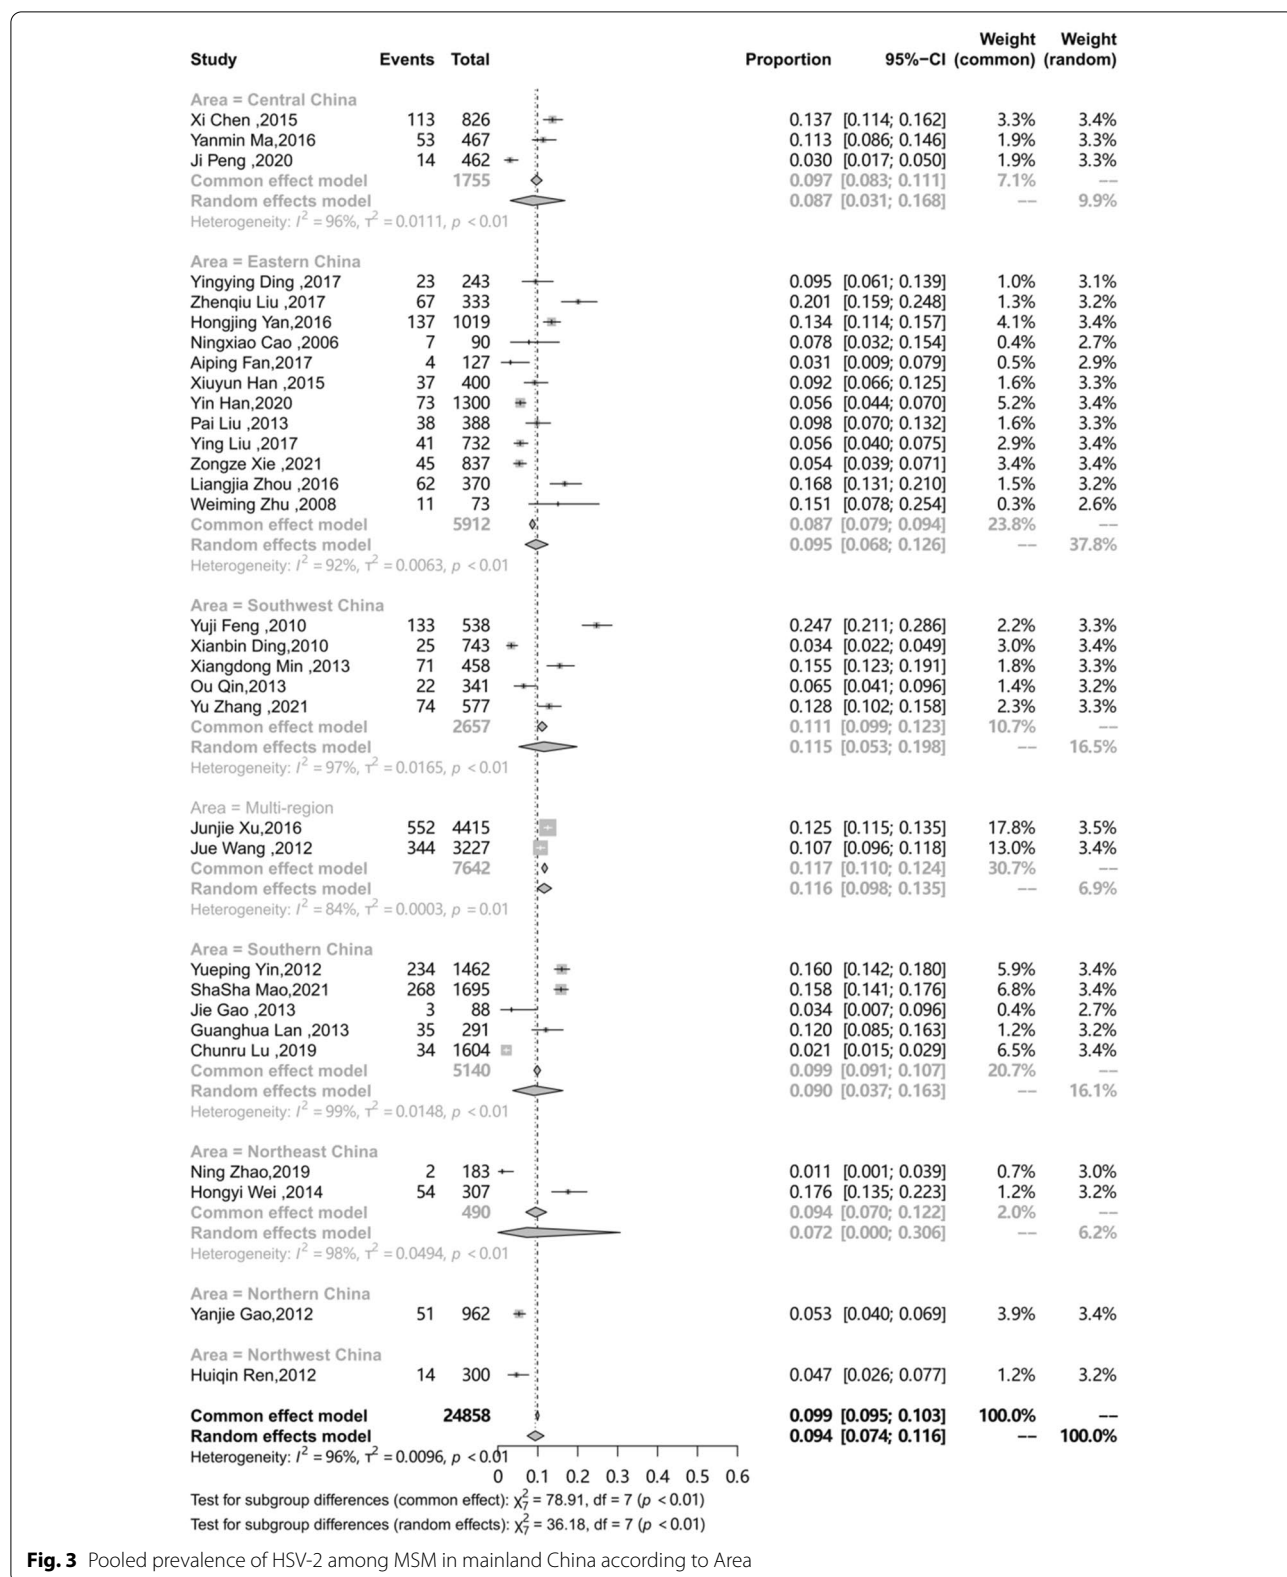 Weight Weight
Study Events Total Proportion 95%−CI (common) (random)
Area = Central China
Xi Chen ,2015 113 826 0.137 [0.114; 0.162] 3.3% 3.4%
Yanmin Ma,2016 53 467 0.113 [0.086; 0.146] 1.9% 3.3%
Ji Peng ,2020 14 462 0.030 [0.017; 0.050] 1.9% 3.3%
Common effect model 1755 0.097 [0.083; 0.111] 7.1% −−
Random effects model 0.087 [0.031; 0.168] −− 9.9%
Heterogeneity: I² = 96%, τ² = 0.0111, p < 0.01
Area = Eastern China
Yingying Ding,2017 23 243 0.095 [0.061; 0.139] 1.0% 3.1%
Zhenqiu Liu ,2017 67 333 0.201 [0.159; 0.248] 1.3% 3.2%
Hongjing Yan,2016 137 1019 0.134 [0.114; 0.157] 4.1% 3.4%
Ningxiao Cao ,2006 7 90 0.078 [0.032; 0.154] 0.4% 2.7%
Aiping Fan,2017 4 127 0.031 [0.009; 0.079] 0.5% 2.9%
Xiuyun Han ,2015 37 400 0.092 [0.066; 0.125] 1.6% 3.3%
Yin Han,2020 73 1300 0.056 [0.044; 0.070] 5.2% 3.4%
Pai Liu ,2013 38 388 0.098 [0.070; 0.132] 1.6% 3.3%
Ying Liu ,2017 41 732 0.056 [0.040; 0.075] 2.9% 3.4%
Zongze Xie ,2021 45 837 0.054 [0.039; 0.071] 3.4% 3.4%
Liangjia Zhou ,2016 62 370 0.168 [0.131; 0.210] 1.5% 3.2%
Weiming Zhu ,2008 11 73 0.151 [0.078; 0.254] 0.3% 2.6%
Common effect model 5912 0.087 [0.079; 0.094] 23.8% −−
Random effects model 0.095 [0.068; 0.126] −− 37.8%
Heterogeneity: I² = 92%, τ² = 0.0063, p < 0.01
Area = Southwest China
Yuji Feng ,2010 133 538 0.247 [0.211; 0.286] 2.2% 3.3%
Xianbin Ding,2010 25 743 0.034 [0.022; 0.049] 3.0% 3.4%
Xiangdong Min ,2013 71 458 0.155 [0.123; 0.191] 1.8% 3.3%
Ou Qin,2013 22 341 0.065 [0.041; 0.096] 1.4% 3.2%
Yu Zhang ,2021 74 577 0.128 [0.102; 0.158] 2.3% 3.3%
Common effect model 2657 0.111 [0.099; 0.123] 10.7% −−
Random effects model 0.115 [0.053; 0.198] −− 16.5%
Heterogeneity: I² = 97%, τ² = 0.0165, p < 0.01
Area = Multi-region
Junjie Xu,2016 552 4415 0.125 [0.115; 0.135] 17.8% 3.5%
Jue Wang ,2012 344 3227 0.107 [0.096; 0.118] 13.0% 3.4%
Common effect model 7642 0.117 [0.110; 0.124] 30.7% −−
Random effects model 0.116 [0.098; 0.135] −− 6.9%
Heterogeneity: I² = 84%, τ² = 0.0003, p = 0.01
Area = Southern China
Yueping Yin,2012 234 1462 0.160 [0.142; 0.180] 5.9% 3.4%
ShaSha Mao,2021 268 1695 0.158 [0.141; 0.176] 6.8% 3.4%
Jie Gao ,2013 3 88 0.034 [0.007; 0.096] 0.4% 2.7%
Guanghua Lan ,2013 35 291 0.120 [0.085; 0.163] 1.2% 3.2%
Chunru Lu ,2019 34 1604 0.021 [0.015; 0.029] 6.5% 3.4%
Common effect model 5140 0.099 [0.091; 0.107] 20.7% −−
Random effects model 0.090 [0.037; 0.163] −− 16.1%
Heterogeneity: I² = 99%, τ² = 0.0148, p < 0.01
Area = Northeast China
Ning Zhao,2019 2 183 0.011 [0.001; 0.039] 0.7% 3.0%
Hongyi Wei ,2014 54 307 0.176 [0.135; 0.223] 1.2% 3.2%
Common effect model 490 0.094 [0.070; 0.122] 2.0% −−
Random effects model 0.072 [0.000; 0.306] −− 6.2%
Heterogeneity: I² = 98%, τ² = 0.0494, p < 0.01
Area = Northern China
Yanjie Gao,2012 51 962 0.053 [0.040; 0.069] 3.9% 3.4%
Area = Northwest China
Huiqin Ren,2012 14 300 0.047 [0.026; 0.077] 1.2% 3.2%
Common effect model 24858 0.099 [0.095; 0.103] 100.0% −−
Random effects model 0.094 [0.074; 0.116] −− 100.0%
Heterogeneity: I² = 96%, τ² = 0.0096, p < 0.01
0 0.1 0.2 0.3 0.4 0.5 0.6
Test for subgroup differences (common effect): χ²₇ = 78.91, df = 7 (p < 0.01)
Test for subgroup differences (random effects): χ²₇ = 36.18, df = 7 (p < 0.01)
Fig. 3 Pooled prevalence of HSV-2 among MSM in mainland China according to Area